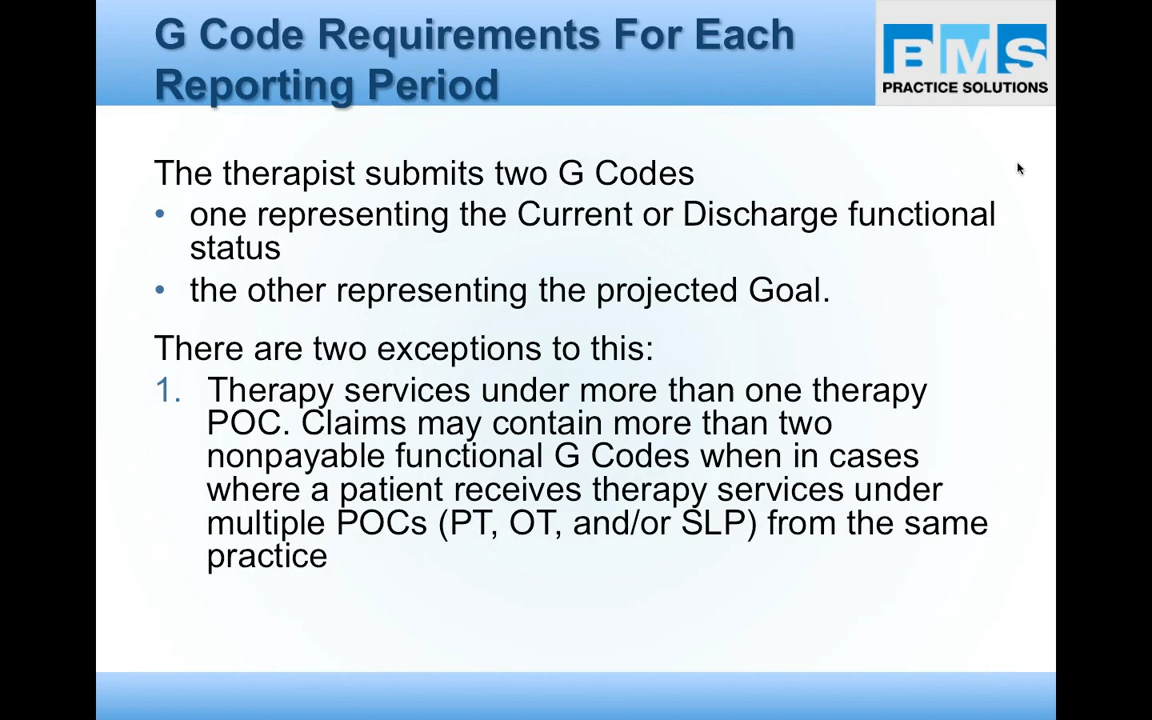 G Code Requirements For Each
Reporting Period
BMS
PRACTICE SOLUTIONS
The therapist submits two G Codes
• one representing the Current or Discharge functional
status
• the other representing the projected Goal.
There are two exceptions to this:
1. Therapy services under more than one therapy
POC. Claims may contain more than two
nonpayable functional G Codes when in cases
where a patient receives therapy services under
multiple POCs (PT, OT, and/or SLP) from the same
practice